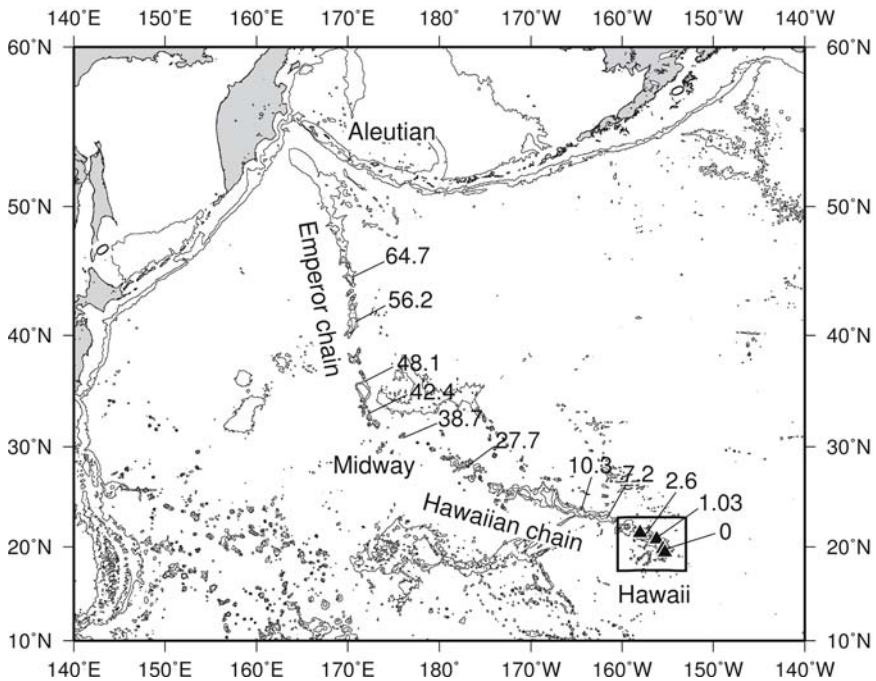 140˚E 150˚E 160˚E 170˚E 180˚ 170˚W 160˚W 150˚W 140˚W
60˚N 60˚N
Aleutian
50˚N 50˚N
0
0
Emperor chain
64.7
56.2
40˚N 40˚N
48.1
42.4
38.7
30˚N 30˚N
27.7
Midway
10.3
7.2
2.6
1.03
Hawaiian chain
0
20˚N 20˚N
Hawaii
10˚N 10˚N
140˚E 150˚E 160˚E 170˚E 180˚ 170˚W 160˚W 150˚W 140˚W